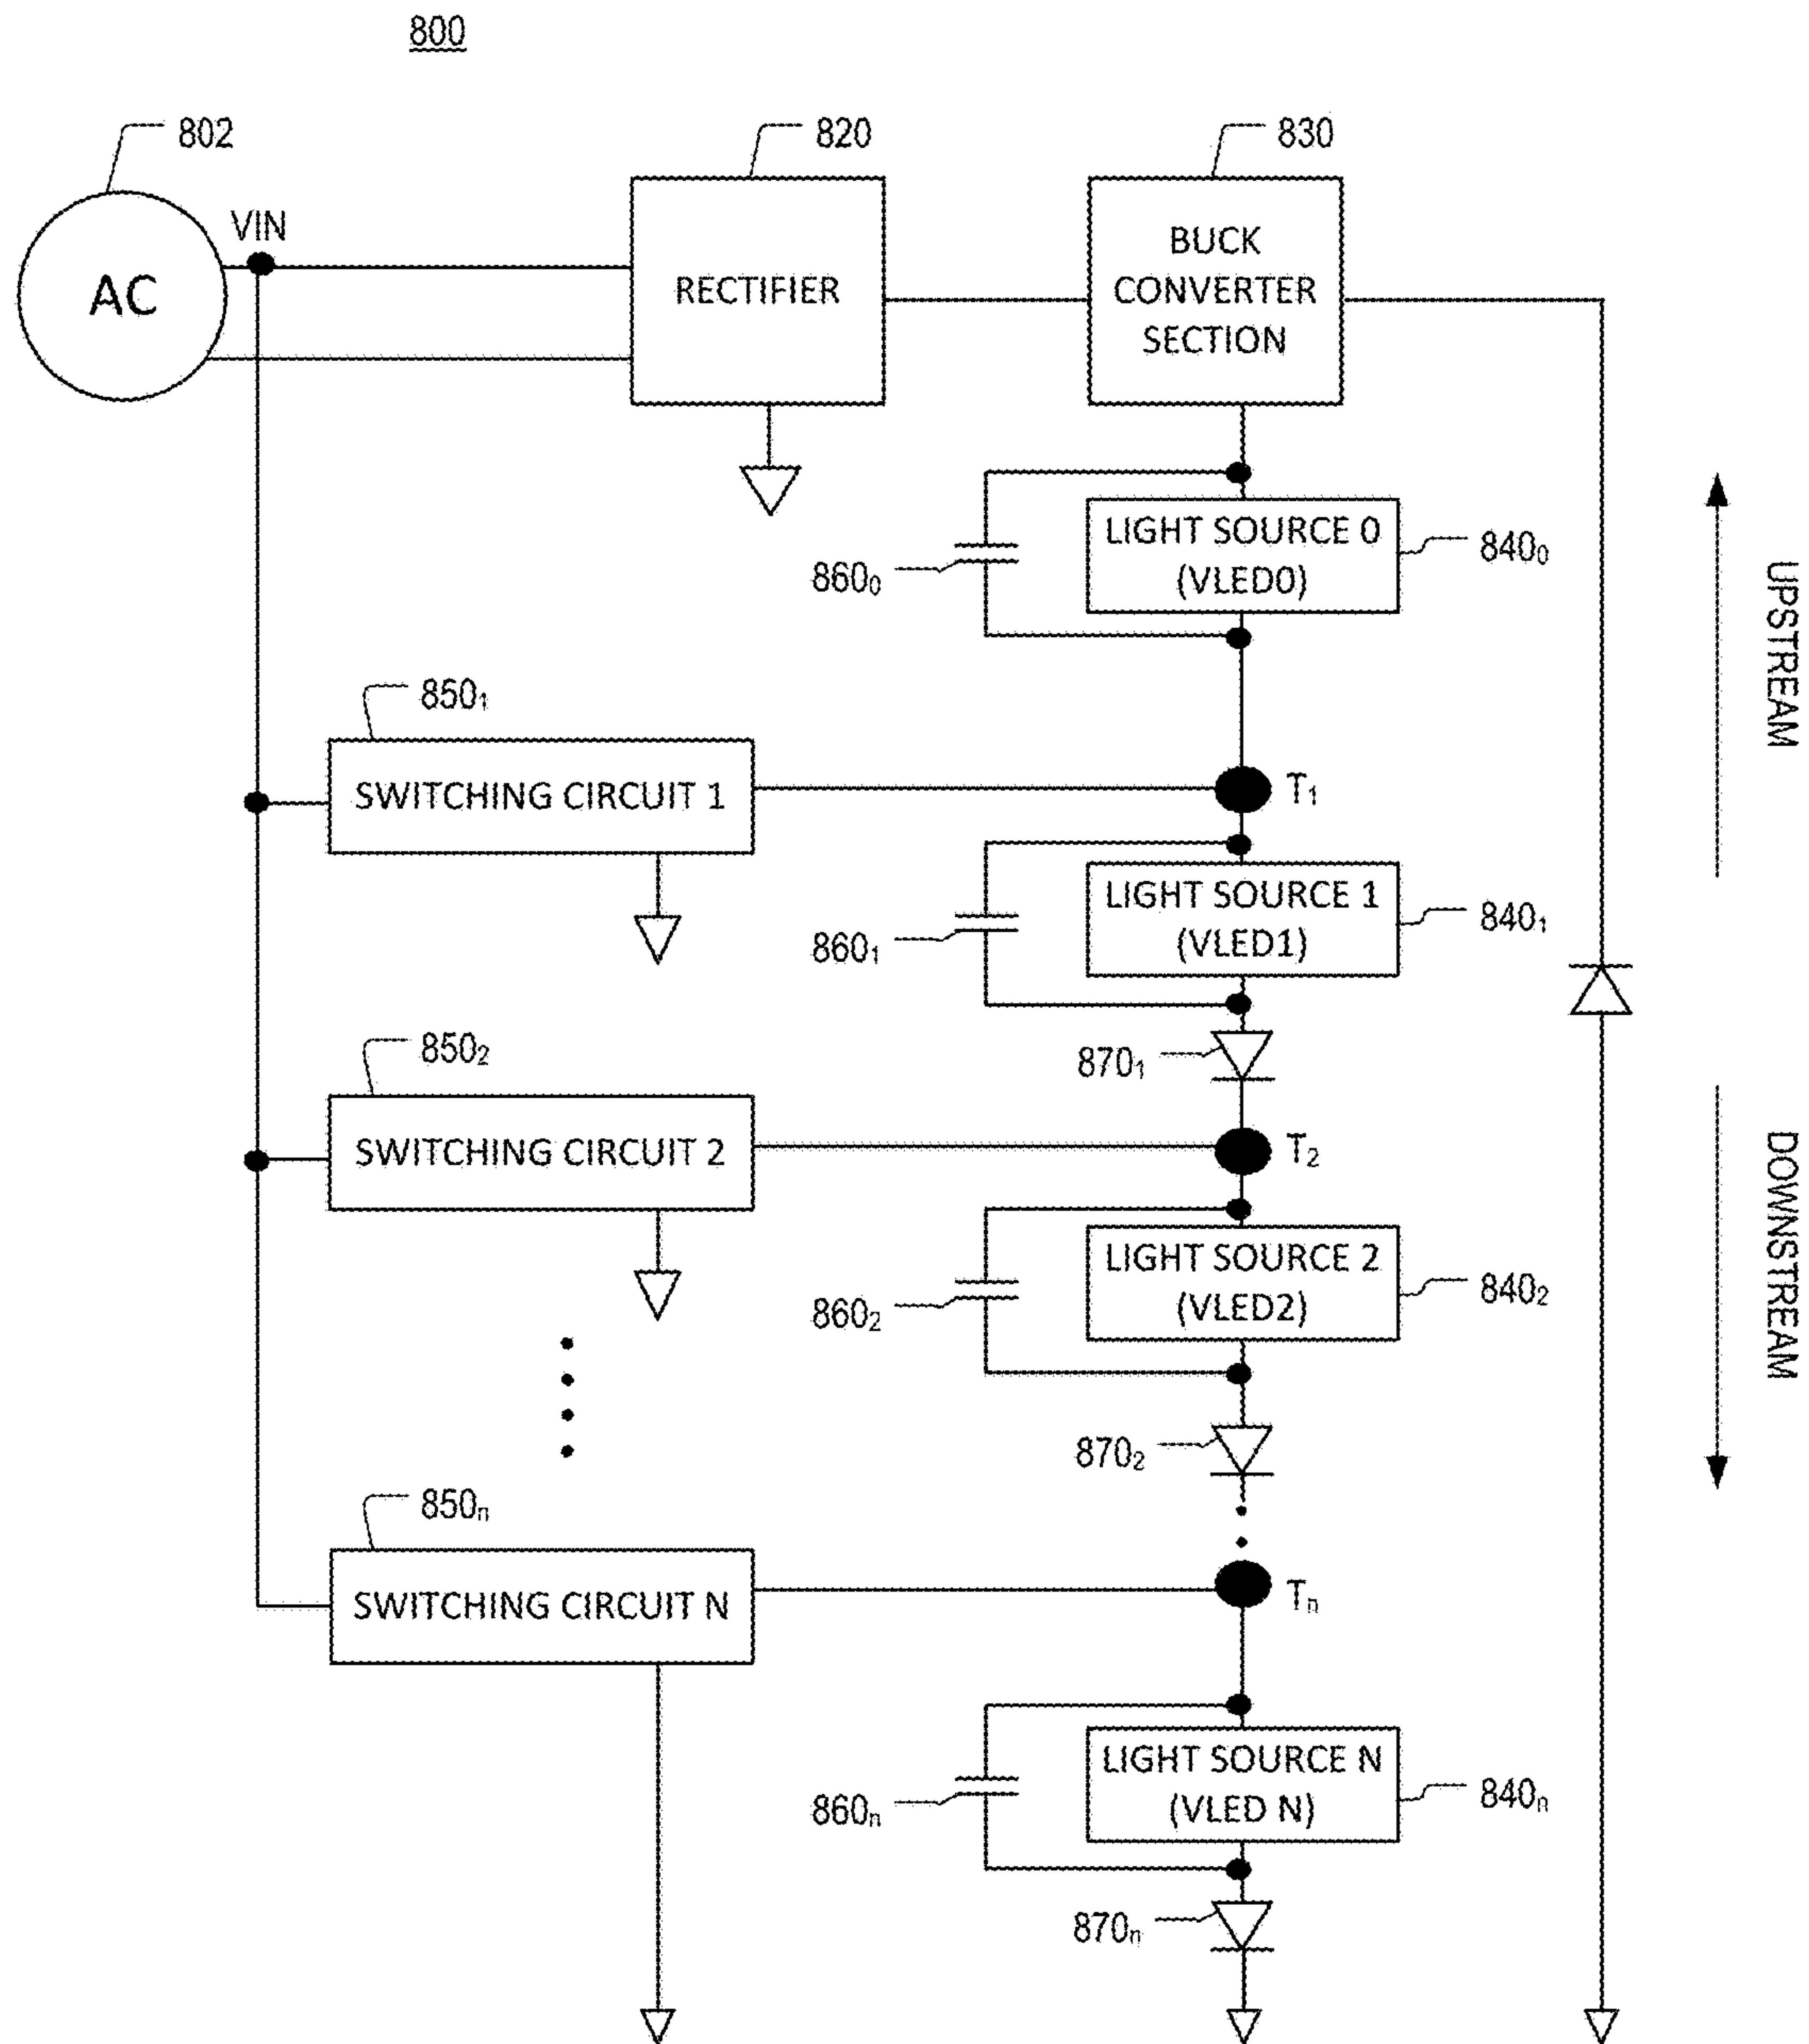 800
802
820
830
VIN
AC
RECTIFIER
BUCK
CONVERTER
SECTION
LIGHT SOURCE 0
(VLED0)
840₀
860₀
UPSTREAM
850₁
SWITCHING CIRCUIT 1
T₁
LIGHT SOURCE 1
(VLED1)
840₁
860₁
850₂
870₁
SWITCHING CIRCUIT 2
T₂
DOWNSTREAM
LIGHT SOURCE 2
(VLED2)
840₂
860₂
870₂
850ₙ
SWITCHING CIRCUIT N
Tₙ
LIGHT SOURCE N
(VLED N)
840ₙ
860ₙ
870ₙ